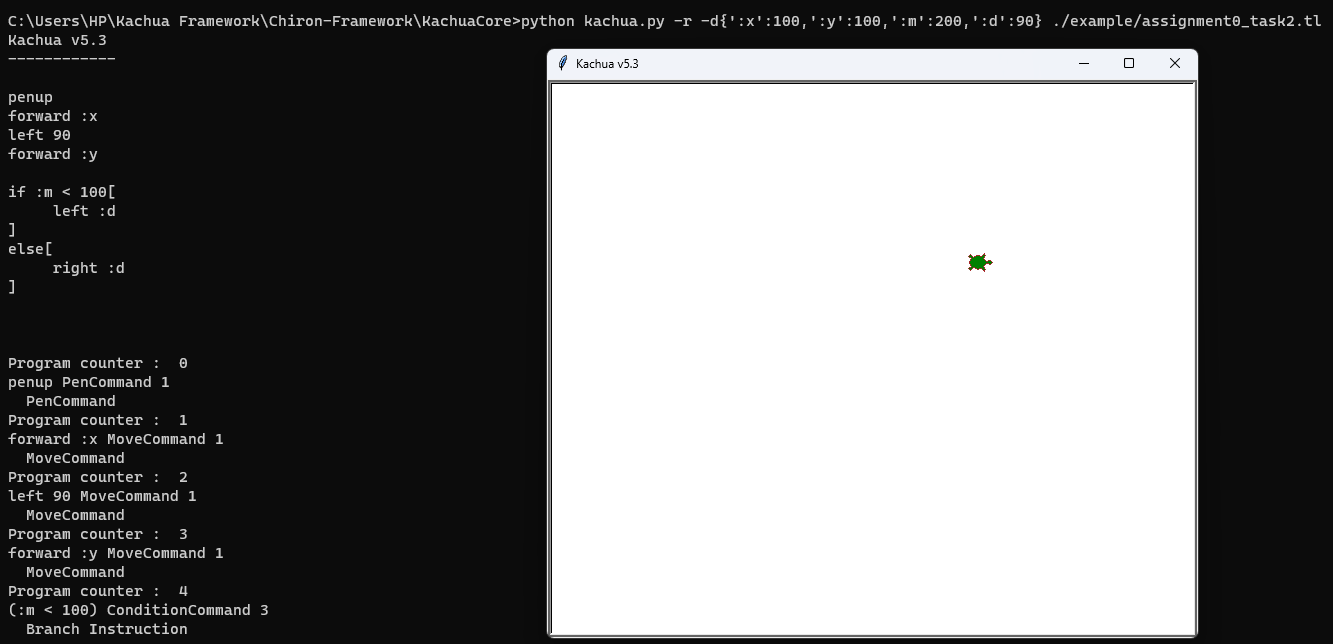 C:\Users\HP\Kachua Framework\Chiron-Framework\KachuaCore>python kachua.py -r -d{':x':100,':y':100,':m':200,':d':90} ./example/assignment0_task2.tl
Kachua v5.3
------------
penup
forward :x
left 90
forward :y
if :m < 100[
     left :d
]
else[
     right :d
]
Program counter :  0
penup PenCommand 1
  PenCommand
Program counter :  1
forward :x MoveCommand 1
  MoveCommand
Program counter :  2
left 90 MoveCommand 1
  MoveCommand
Program counter :  3
forward :y MoveCommand 1
  MoveCommand
Program counter :  4
(:m < 100) ConditionCommand 3
  Branch Instruction
Kachua v5.3